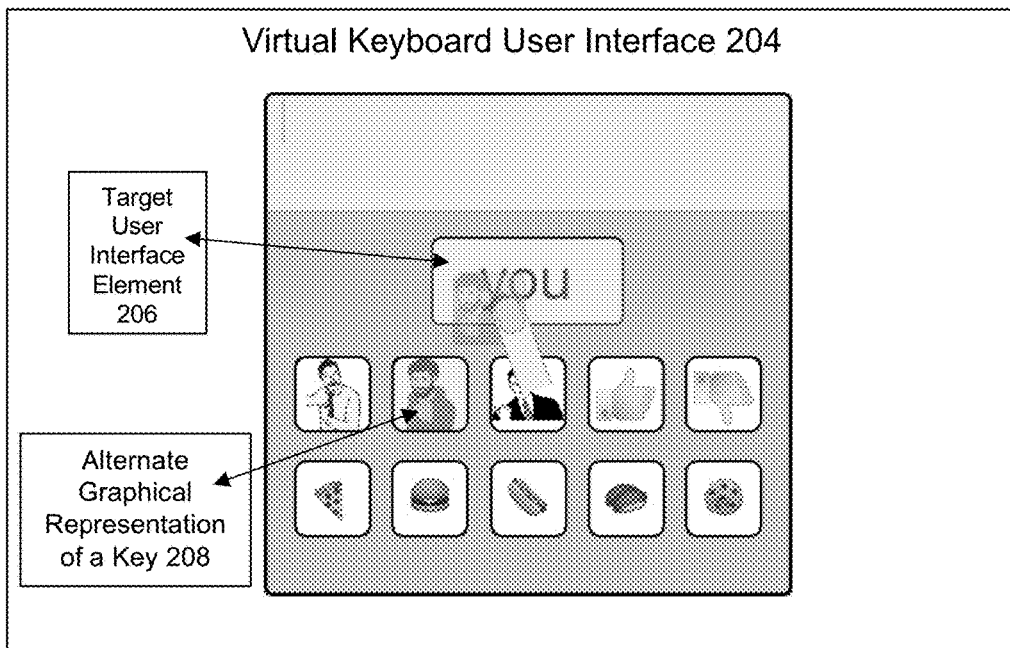 Virtual Keyboard User Interface 204
Target
User
Interface
Element
206
you
Alternate
Graphical
Representation
of a Key 208